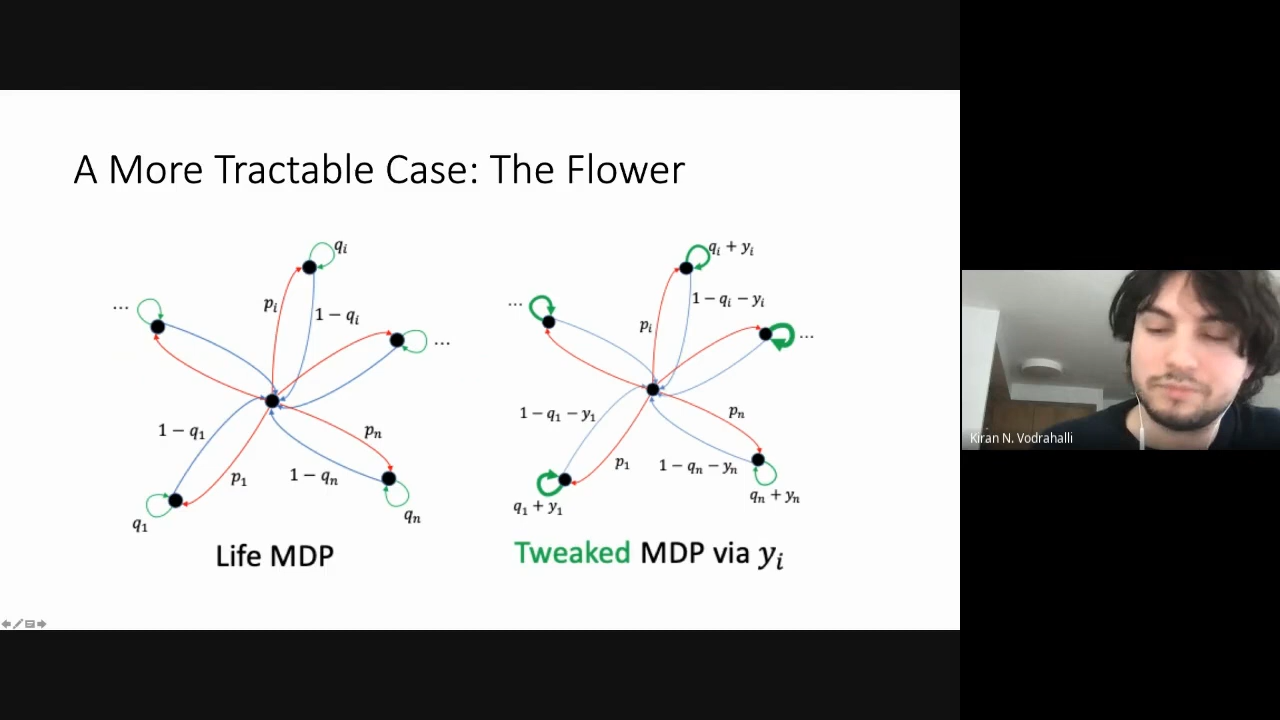 A More Tractable Case: The Flower
q_i
...
p_i
1 − q_i
...
1 − q_1
p_n
p_1
1 − q_n
q_1
q_n
Life MDP
q_i + y_i
...
1 − q_i − y_i
p_i
...
1 − q_1 − y_1
p_n
p_1
1 − q_n − y_n
q_1 + y_1
q_n + y_n
Tweaked MDP via y_i
Kiran N. Vodrahalli